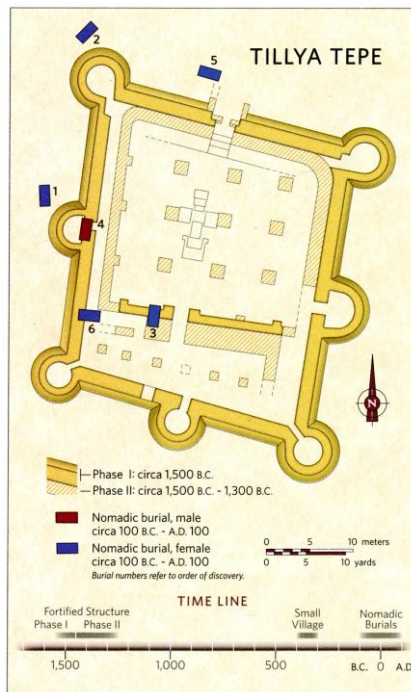 TILLYA TEPE
2
5
1
4
6
3
N
Phase I: circa 1,500 B.C.
Phase II: circa 1,500 B.C. - 1,300 B.C.
Nomadic burial, male
circa 100 B.C. - A.D. 100
Nomadic burial, female
circa 100 B.C. - A.D. 100
Burial numbers refer to order of discovery.
0 5 10 meters
0 5 10 yards
TIME LINE
Fortified Structure
Phase I Phase II
Small
Village
Nomadic
Burials
1,500 1,000 500 B.C. 0 A.D.